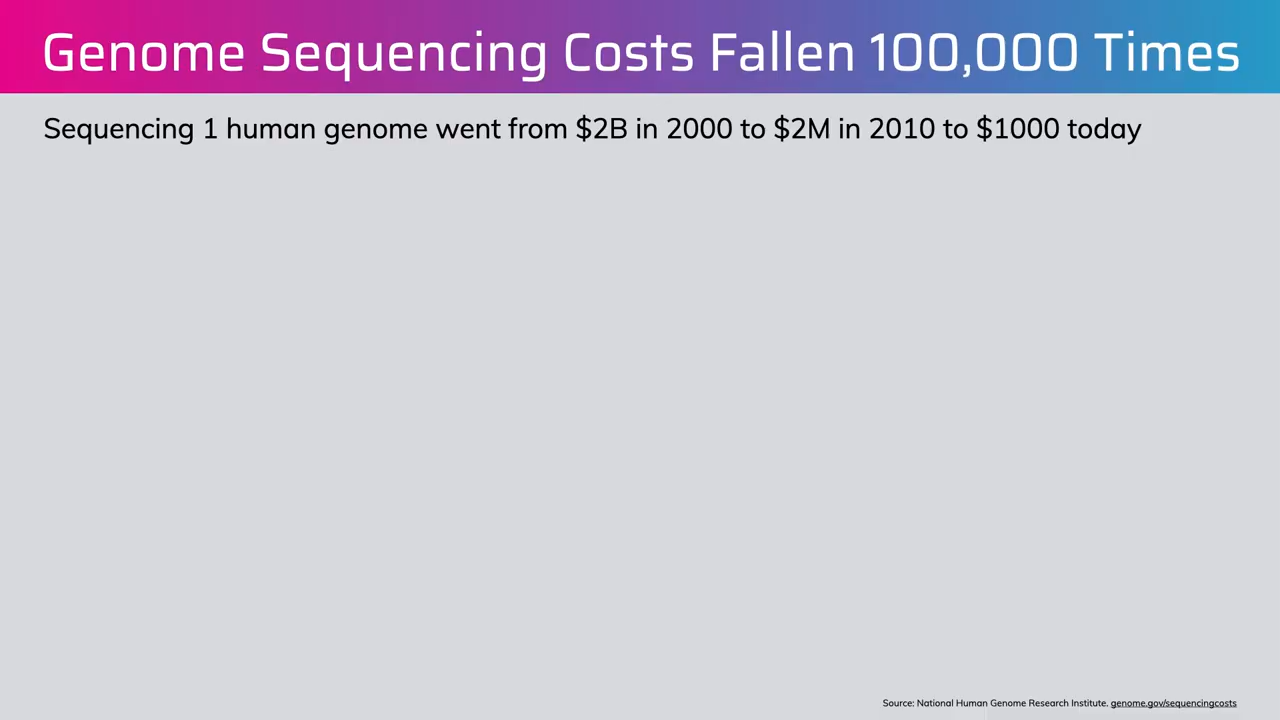 Genome Sequencing Costs Fallen 100,000 Times
Sequencing 1 human genome went from $2B in 2000 to $2M in 2010 to $1000 today
Source: National Human Genome Research Institute. genome.gov/sequencingcosts